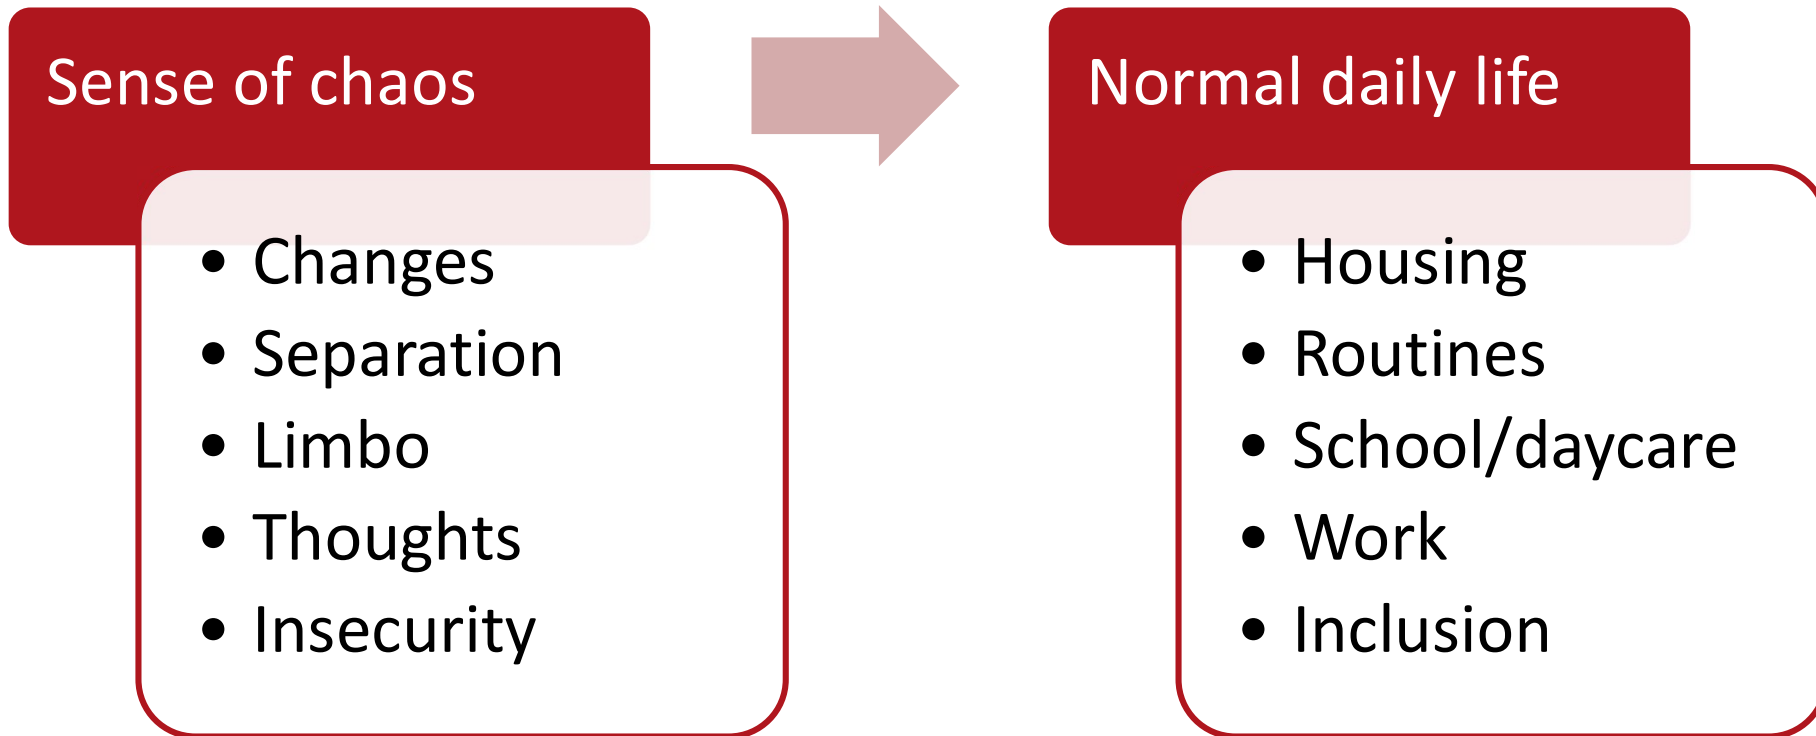 Sense of chaos
• Changes
• Separation
• Limbo
• Thoughts
• Insecurity
Normal daily life
• Housing
• Routines
• School/daycare
• Work
• Inclusion